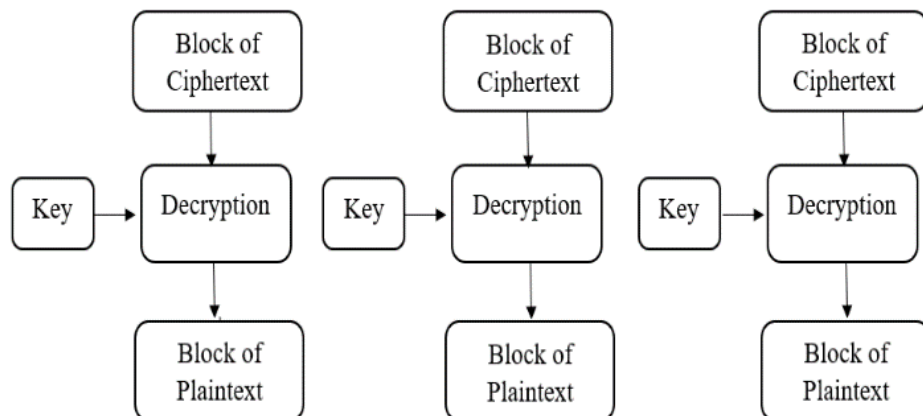 Block of
Ciphertext
Block of
Ciphertext
Block of
Ciphertext
Key
Decryption
Key
Decryption
Key
Decryption
Block of
Plaintext
Block of
Plaintext
Block of
Plaintext